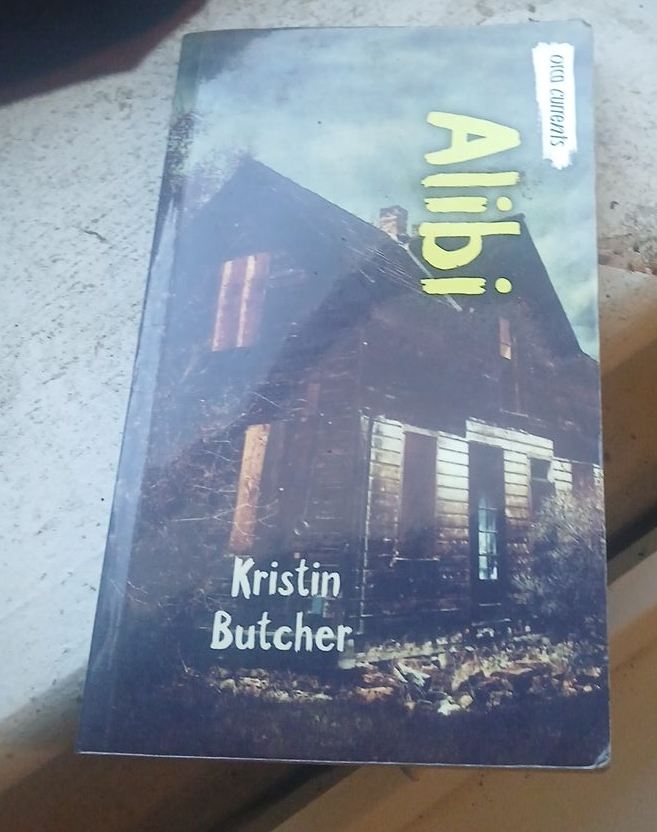 orca currents
Alibi
Kristin
Butcher